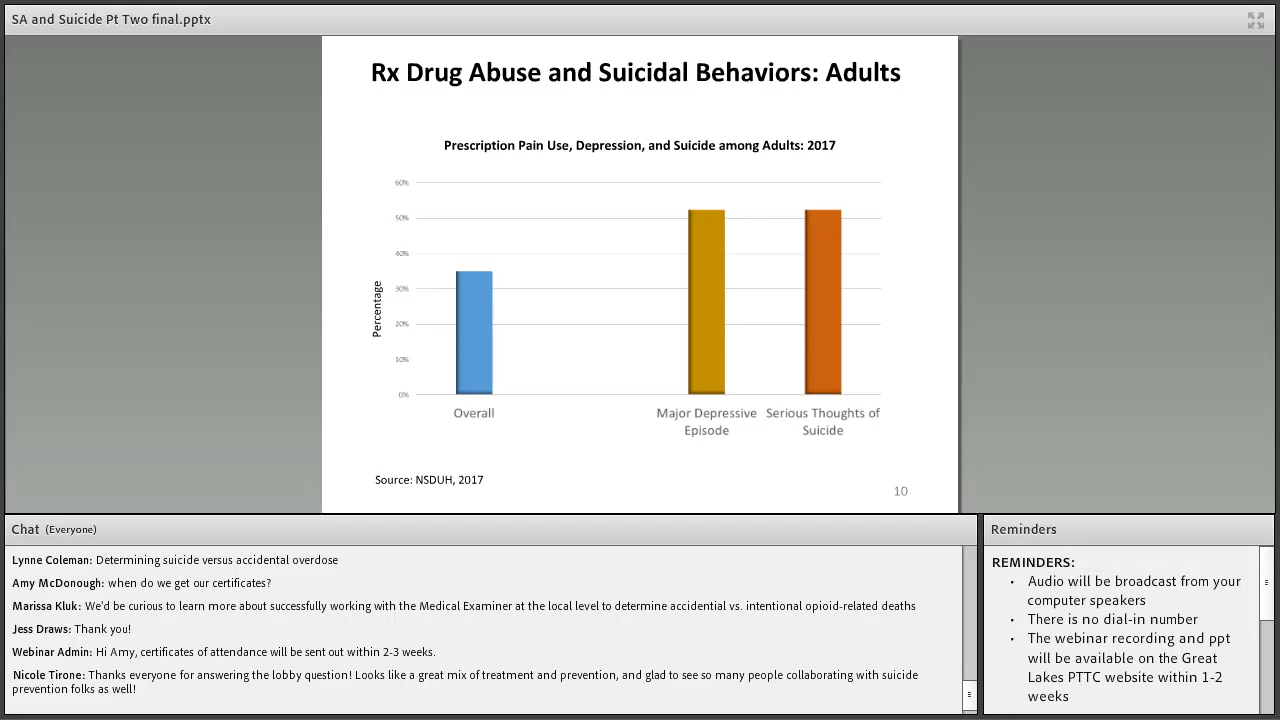 SA and Suicide Pt Two final.pptx
Rx Drug Abuse and Suicidal Behaviors: Adults
Prescription Pain Use, Depression, and Suicide among Adults: 2017
Percentage
60%
50%
40%
30%
20%
10%
0%
Overall
Major Depressive
Episode
Serious Thoughts of
Suicide
Source: NSDUH, 2017
10
Chat (Everyone)
Lynne Coleman: Determining suicide versus accidental overdose
Amy McDonough: when do we get our certificates?
Marissa Kluk: We'd be curious to learn more about successfully working with the Medical Examiner at the local level to determine accidential vs. intentional opioid-related deaths
Jess Draws: Thank you!
Webinar Admin: Hi Amy, certificates of attendance will be sent out within 2-3 weeks.
Nicole Tirone: Thanks everyone for answering the lobby question! Looks like a great mix of treatment and prevention, and glad to see so many people collaborating with suicide
prevention folks as well!
Reminders
REMINDERS:
• Audio will be broadcast from your
computer speakers
• There is no dial-in number
• The webinar recording and ppt
will be available on the Great
Lakes PTTC website within 1-2
weeks